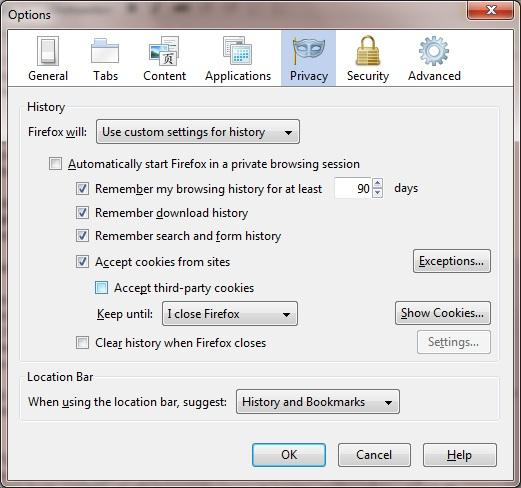 Options
General Tabs Content Applications Privacy Security Advanced
History
Firefox will: Use custom settings for history
Automatically start Firefox in a private browsing session
Remember my browsing history for at least 90 days
Remember download history
Remember search and form history
Accept cookies from sites Exceptions...
Accept third-party cookies
Keep until: I close Firefox Show Cookies...
Clear history when Firefox closes Settings...
Location Bar
When using the location bar, suggest: History and Bookmarks
OK Cancel Help